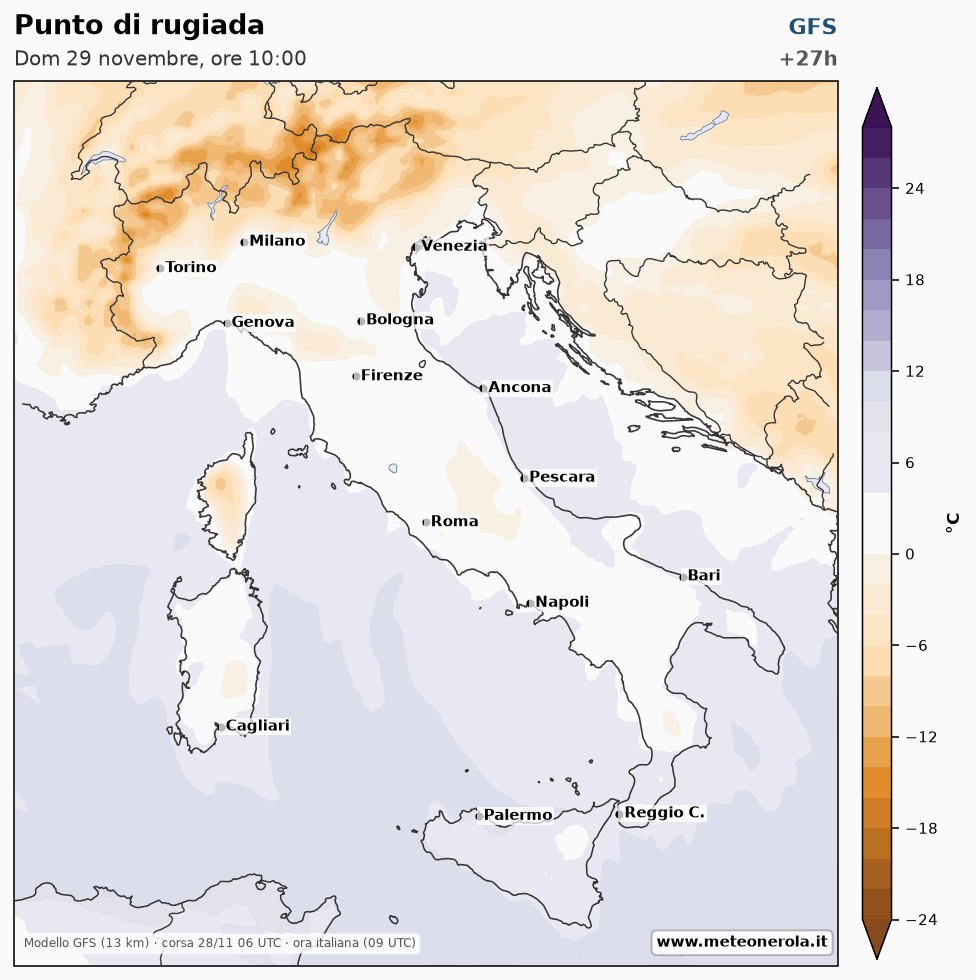 Punto di rugiada
GFS
Dom 29 novembre, ore 10:00
+27h
Milano
Venezia
Torino
Genova
Bologna
Firenze
Ancona
Pescara
Roma
Bari
Napoli
Cagliari
Palermo
Reggio C.
24
18
12
6
0
−6
−12
−18
−24
°C
Modello GFS (13 km) · corsa 28/11 06 UTC · ora italiana (09 UTC)
www.meteonerola.it